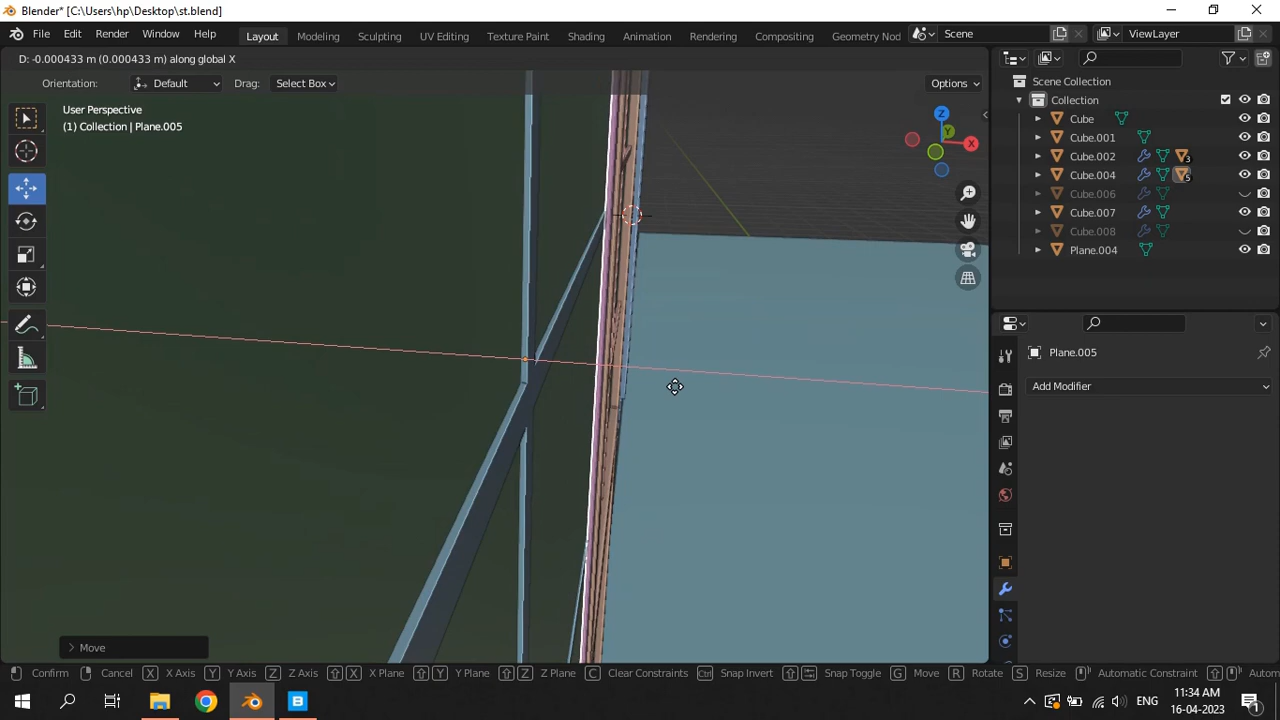 Blender* [C:\Users\hp\Desktop\st.blend]
File Edit Render Window Help Layout Modeling Sculpting UV Editing Texture Paint Shading Animation Rendering Compositing Geometry Nod Scene ViewLayer
D: -0.000433 m (0.000433 m) along global X
Orientation: Default Drag: Select Box Options
User Perspective
(1) Collection | Plane.005
Z
Y
X
Scene Collection
Collection
Cube
Cube.001
Cube.002 3
Cube.004 5
Cube.006
Cube.007
Cube.008
Plane.004
Plane.005
Add Modifier
Move
Confirm Cancel X X Axis Y Y Axis Z Z Axis X X Plane Y Y Plane Z Z Plane C Clear Constraints Ctrl Snap Invert Snap Toggle G Move R Rotate S Resize Automatic Constraint Autom
B ENG 11:34 AM
16-04-2023 1